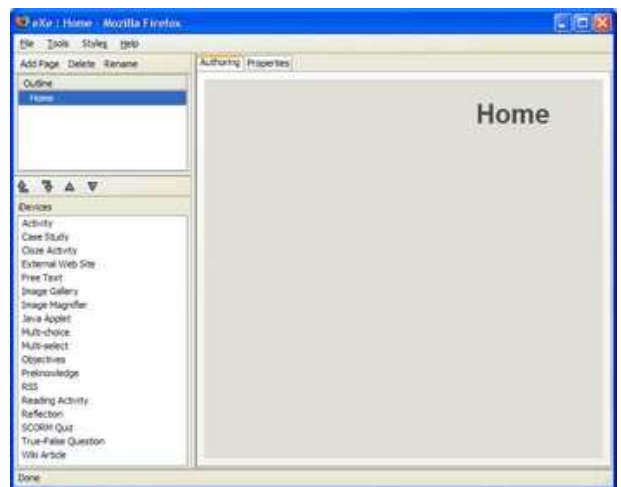 eXe : Home - Mozilla Firefox
File Tools Styles Help
Add Page Delete Rename
Authoring Properties
Outline
Home
Home
iDevices
Activity
Case Study
Cloze Activity
External Web Site
Free Text
Image Gallery
Image Magnifier
Java Applet
Multi-choice
Multi-select
Objectives
Preknowledge
RSS
Reading Activity
Reflection
SCORM Quiz
True-False Question
Wiki Article
Done